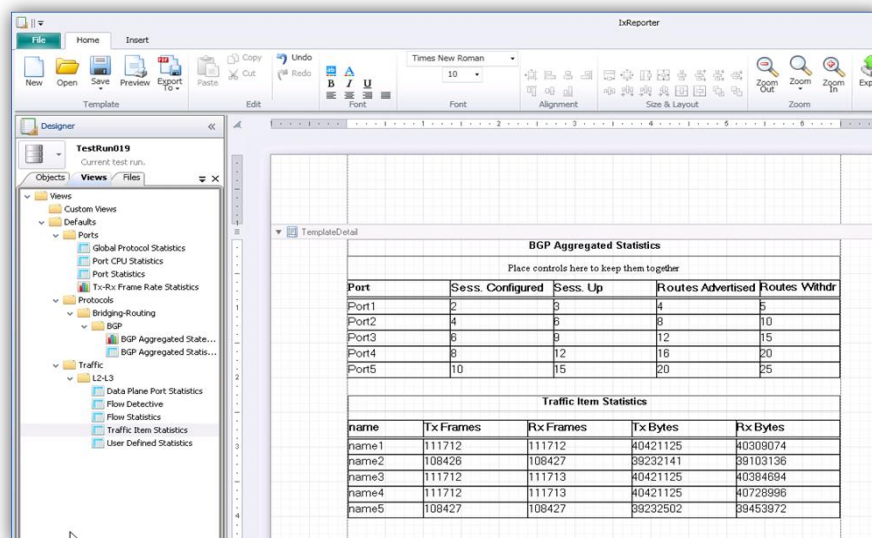 IxReporter
File Home Insert
New Open Save Preview Export To Paste Copy Cut Undo Redo
Times New Roman
10
B I U
Zoom Out Zoom Zoom In
Template Edit Font Font Alignment Size & Layout Zoom
Designer
TestRun019
Current test run.
Objects Views Files
Views
Custom Views
Defaults
Ports
Global Protocol Statistics
Port CPU Statistics
Port Statistics
Tx-Rx Frame Rate Statistics
Protocols
Bridging-Routing
BGP
BGP Aggregated State...
BGP Aggregated Statis...
Traffic
L2-L3
Data Plane Port Statistics
Flow Detective
Flow Statistics
Traffic Item Statistics
User Defined Statistics
TemplateDetail
BGP Aggregated Statistics
Place controls here to keep them together
Port Sess. Configured Sess. Up Routes Advertised Routes Withdr
Port1 2 3 4 5
Port2 4 6 8 10
Port3 6 9 12 15
Port4 8 12 16 20
Port5 10 15 20 25
Traffic Item Statistics
name Tx Frames Rx Frames Tx Bytes Rx Bytes
name1 111712 111712 40421125 40309074
name2 108426 108427 39232141 39103136
name3 111712 111713 40421125 40384694
name4 111712 111713 40421125 40728996
name5 108427 108427 39232502 39453972